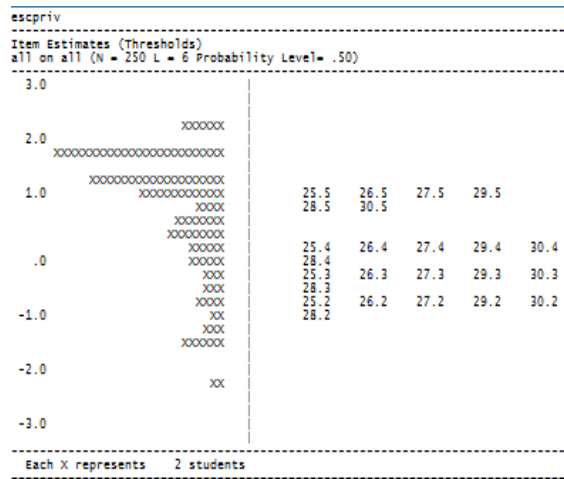 escpriv
Item Estimates (Thresholds)
all on all (N = 250 L = 6 Probability Level= .50)
3.0
XXXXXX
2.0
XXXXXXXXXXXXXXXXXXXXXXXX
XXXXXXXXXXXXXXXXXXX
1.0 XXXXXXXXXXXX 25.5 26.5 27.5 29.5
XXXX 28.5 30.5
XXXXXXX
XXXXXXXX
XXXXX 25.4 26.4 27.4 29.4 30.4
.0 XXXXX 28.4
XXX 25.3 26.3 27.3 29.3 30.3
XXX 28.3
XXXX 25.2 26.2 27.2 29.2 30.2
-1.0 XX 28.2
XXX
XXXXXX
-2.0
XX
-3.0
Each X represents 2 students